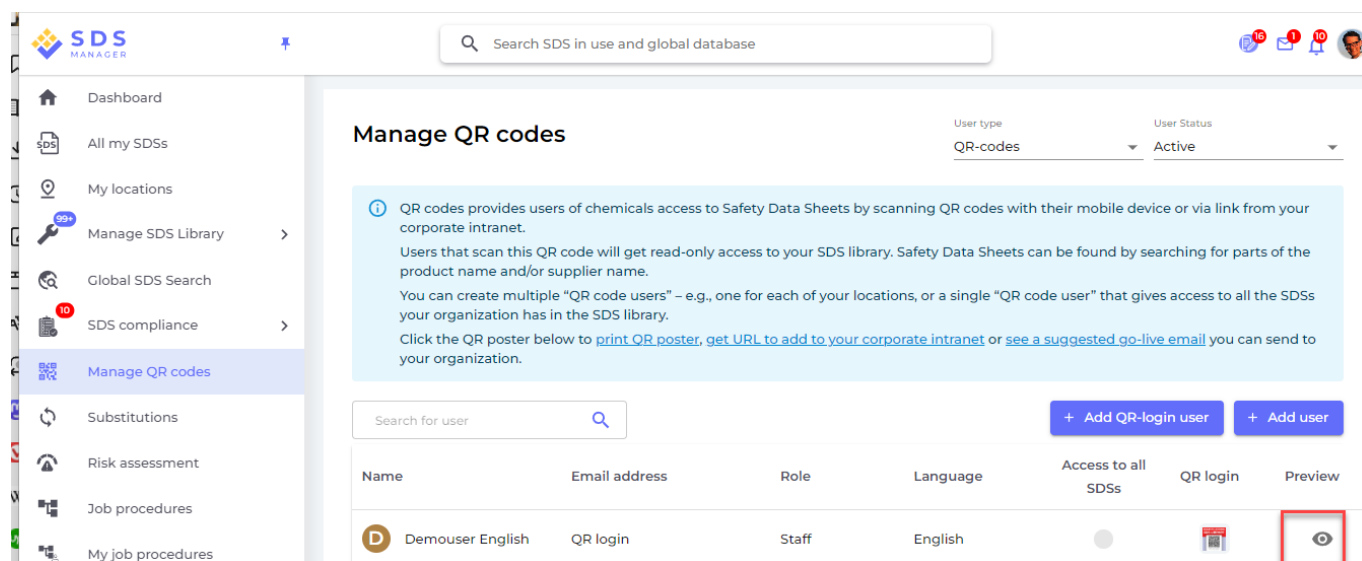 SDS
MANAGER
Search SDS in use and global database
16
1
10
Dashboard
All my SDSs
My locations
99+
Manage SDS Library
Global SDS Search
10
SDS compliance
Manage QR codes
Substitutions
Risk assessment
Job procedures
My job procedures
Manage QR codes
User type
QR-codes
User Status
Active
QR codes provides users of chemicals access to Safety Data Sheets by scanning QR codes with their mobile device or via link from your
corporate intranet.
Users that scan this QR code will get read-only access to your SDS library. Safety Data Sheets can be found by searching for parts of the
product name and/or supplier name.
You can create multiple “QR code users” – e.g., one for each of your locations, or a single “QR code user” that gives access to all the SDSs
your organization has in the SDS library.
Click the QR poster below to print QR poster, get URL to add to your corporate intranet or see a suggested go-live email you can send to
your organization.
Search for user
+ Add QR-login user
+ Add user
Name Email address Role Language Access to all
SDSs QR login Preview
D Demouser English QR login Staff English